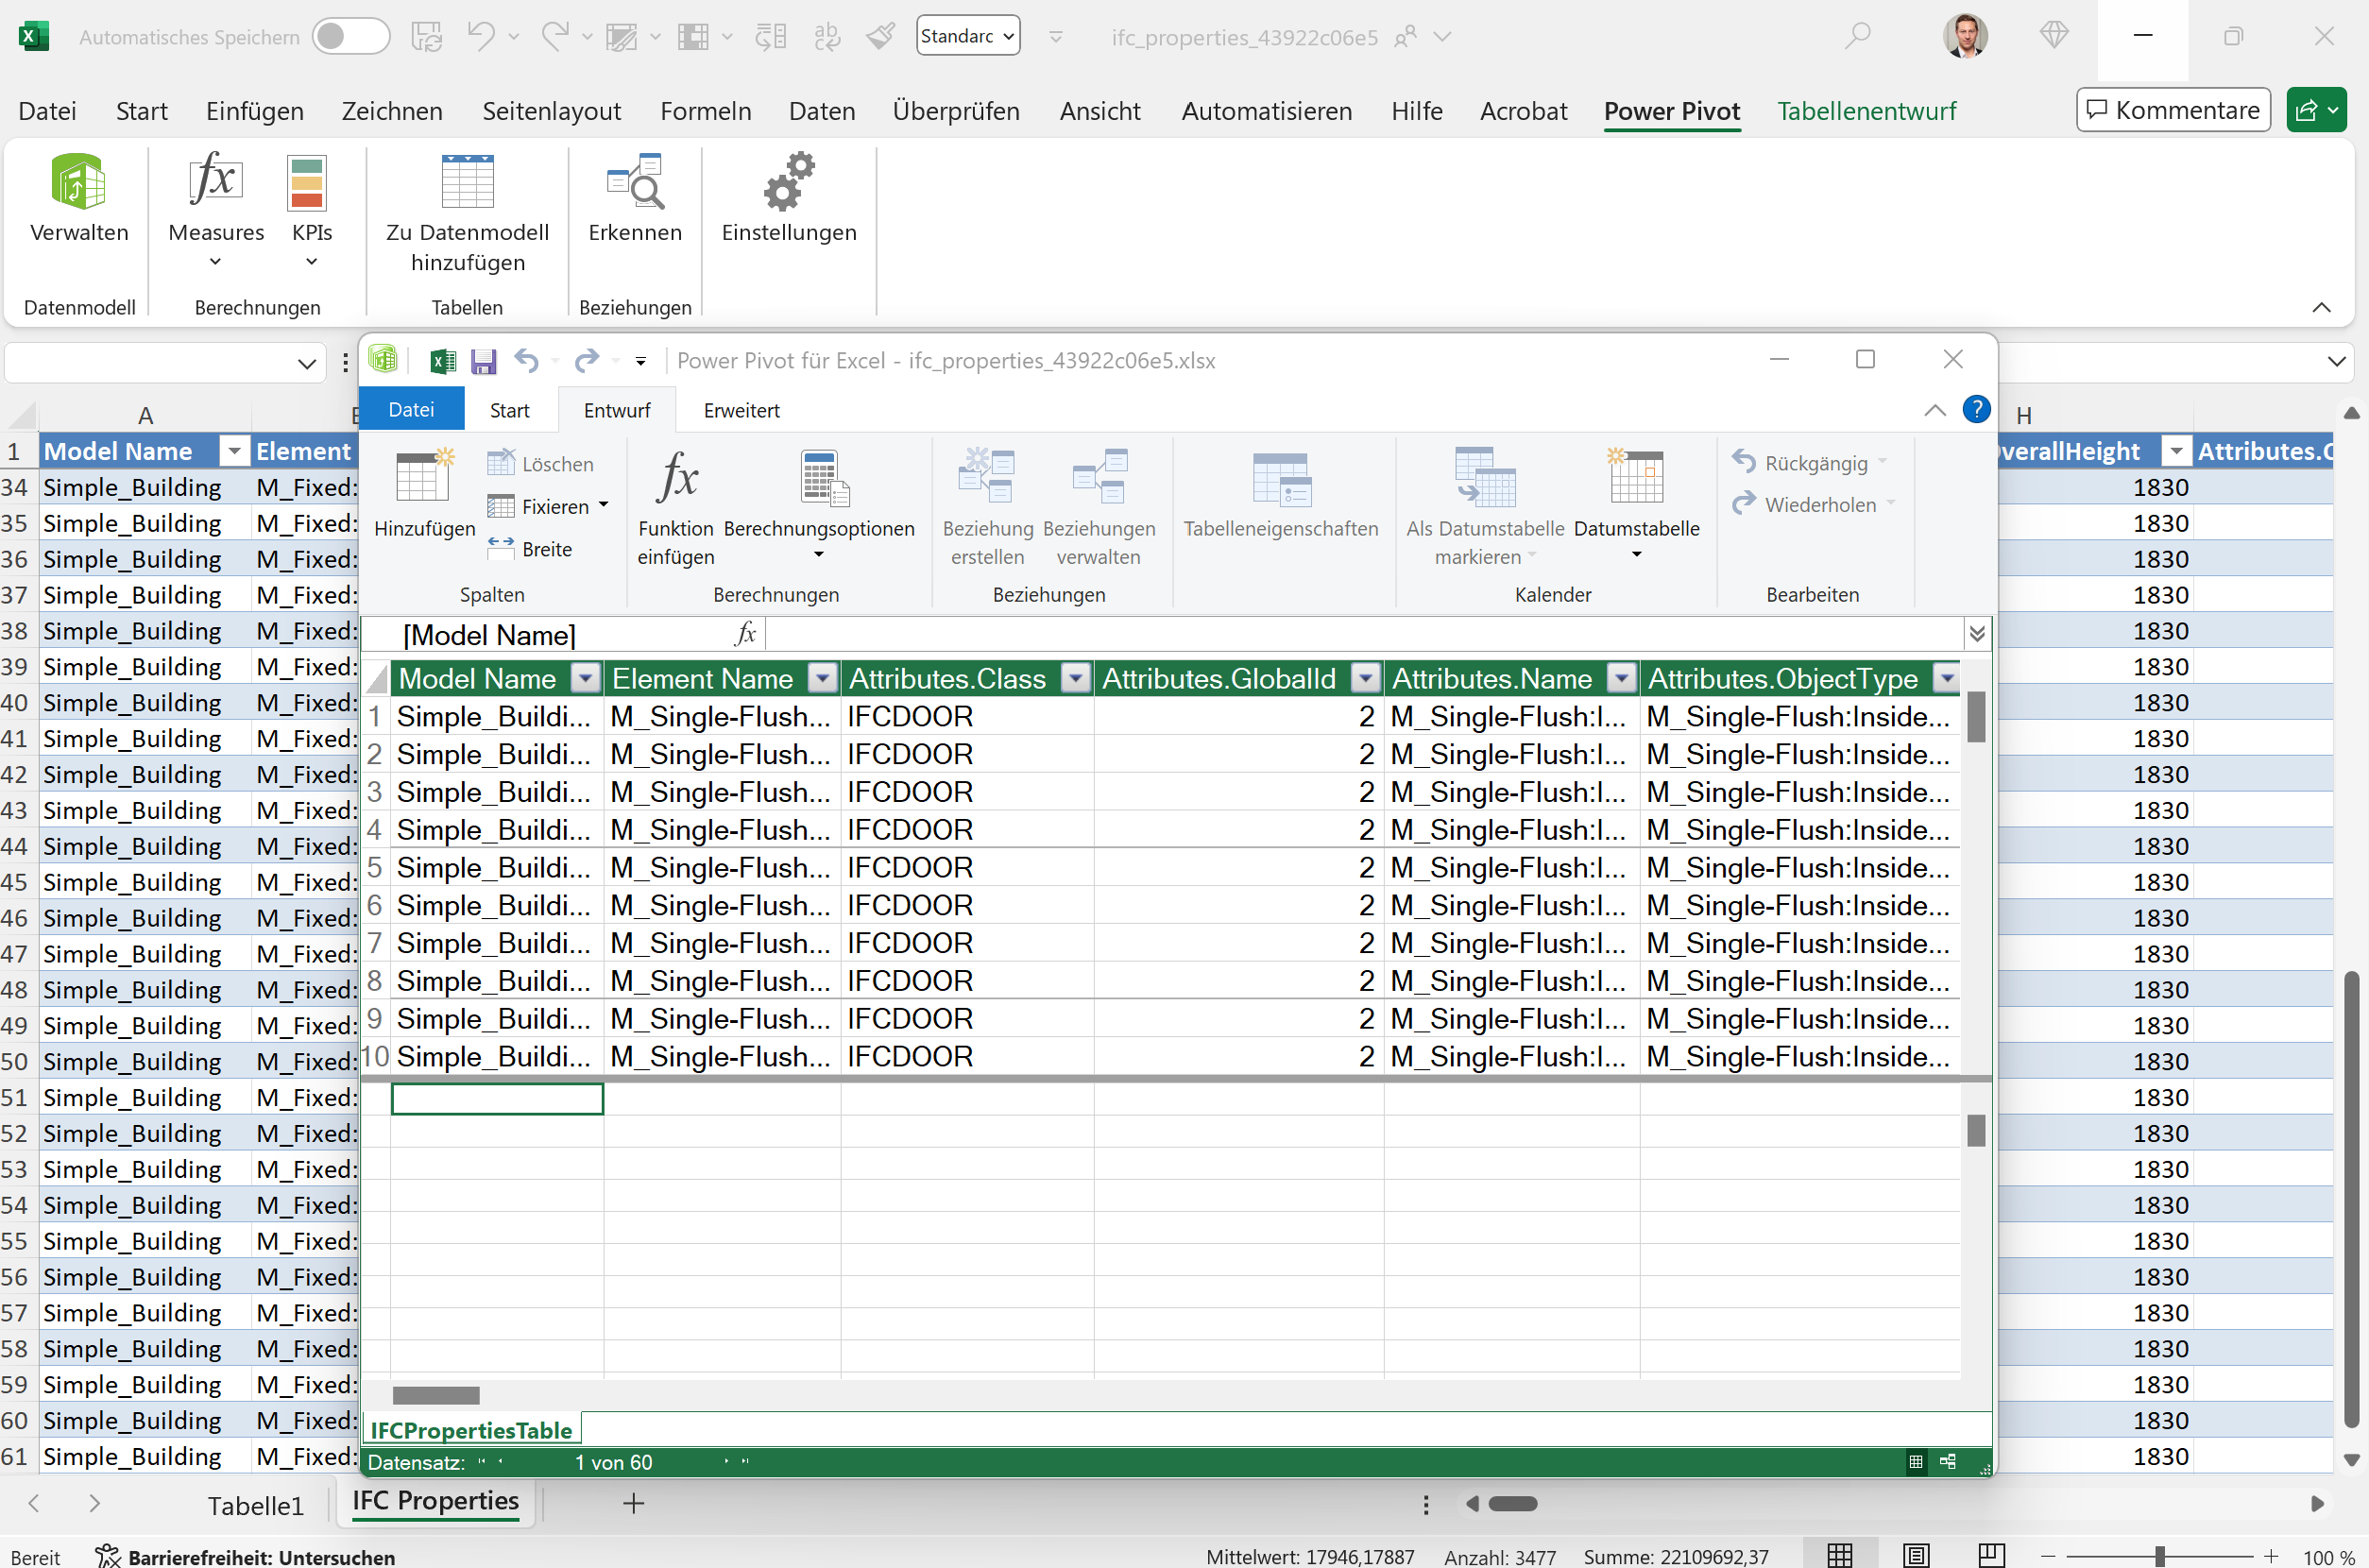 Automatisches Speichern
Standarc
ifc_properties_43922c06e5
Datei Start Einfügen Zeichnen Seitenlayout Formeln Daten Überprüfen Ansicht Automatisieren Hilfe Acrobat Power Pivot Tabellenentwurf Kommentare
Verwalten Measures KPIs Zu Datenmodell hinzufügen Erkennen Einstellungen
Datenmodell Berechnungen Tabellen Beziehungen
Power Pivot für Excel - ifc_properties_43922c06e5.xlsx
Datei Start Entwurf Erweitert
Hinzufügen Löschen Fixieren Breite
Funktion einfügen Berechnungsoptionen
Beziehung erstellen Beziehungen verwalten
Tabelleneigenschaften
Als Datumstabelle markieren Datumstabelle
Rückgängig Wiederholen
Spalten Berechnungen Beziehungen Kalender Bearbeiten
[Model Name] fx
Model Name Element Name Attributes.Class Attributes.GlobalId Attributes.Name Attributes.ObjectType
1 Simple_Buildi... M_Single-Flush... IFCDOOR 2 M_Single-Flush:I... M_Single-Flush:Inside...
2 Simple_Buildi... M_Single-Flush... IFCDOOR 2 M_Single-Flush:I... M_Single-Flush:Inside...
3 Simple_Buildi... M_Single-Flush... IFCDOOR 2 M_Single-Flush:I... M_Single-Flush:Inside...
4 Simple_Buildi... M_Single-Flush... IFCDOOR 2 M_Single-Flush:I... M_Single-Flush:Inside...
5 Simple_Buildi... M_Single-Flush... IFCDOOR 2 M_Single-Flush:I... M_Single-Flush:Inside...
6 Simple_Buildi... M_Single-Flush... IFCDOOR 2 M_Single-Flush:I... M_Single-Flush:Inside...
7 Simple_Buildi... M_Single-Flush... IFCDOOR 2 M_Single-Flush:I... M_Single-Flush:Inside...
8 Simple_Buildi... M_Single-Flush... IFCDOOR 2 M_Single-Flush:I... M_Single-Flush:Inside...
9 Simple_Buildi... M_Single-Flush... IFCDOOR 2 M_Single-Flush:I... M_Single-Flush:Inside...
10 Simple_Buildi... M_Single-Flush... IFCDOOR 2 M_Single-Flush:I... M_Single-Flush:Inside...
IFCPropertiesTable
Datensatz: 1 von 60
A H
1 Model Name Element verallHeight Attributes.
34 Simple_Building M_Fixed: 1830
35 Simple_Building M_Fixed: 1830
36 Simple_Building M_Fixed: 1830
37 Simple_Building M_Fixed: 1830
38 Simple_Building M_Fixed: 1830
39 Simple_Building M_Fixed: 1830
40 Simple_Building M_Fixed: 1830
41 Simple_Building M_Fixed: 1830
42 Simple_Building M_Fixed: 1830
43 Simple_Building M_Fixed: 1830
44 Simple_Building M_Fixed: 1830
45 Simple_Building M_Fixed: 1830
46 Simple_Building M_Fixed: 1830
47 Simple_Building M_Fixed: 1830
48 Simple_Building M_Fixed: 1830
49 Simple_Building M_Fixed: 1830
50 Simple_Building M_Fixed: 1830
51 Simple_Building M_Fixed: 1830
52 Simple_Building M_Fixed: 1830
53 Simple_Building M_Fixed: 1830
54 Simple_Building M_Fixed: 1830
55 Simple_Building M_Fixed: 1830
56 Simple_Building M_Fixed: 1830
57 Simple_Building M_Fixed: 1830
58 Simple_Building M_Fixed: 1830
59 Simple_Building M_Fixed: 1830
60 Simple_Building M_Fixed: 1830
61 Simple_Building M_Fixed: 1830
Tabelle1 IFC Properties
Bereit Barrierefreiheit: Untersuchen Mittelwert: 17946,17887 Anzahl: 3477 Summe: 22109692,37 100 %